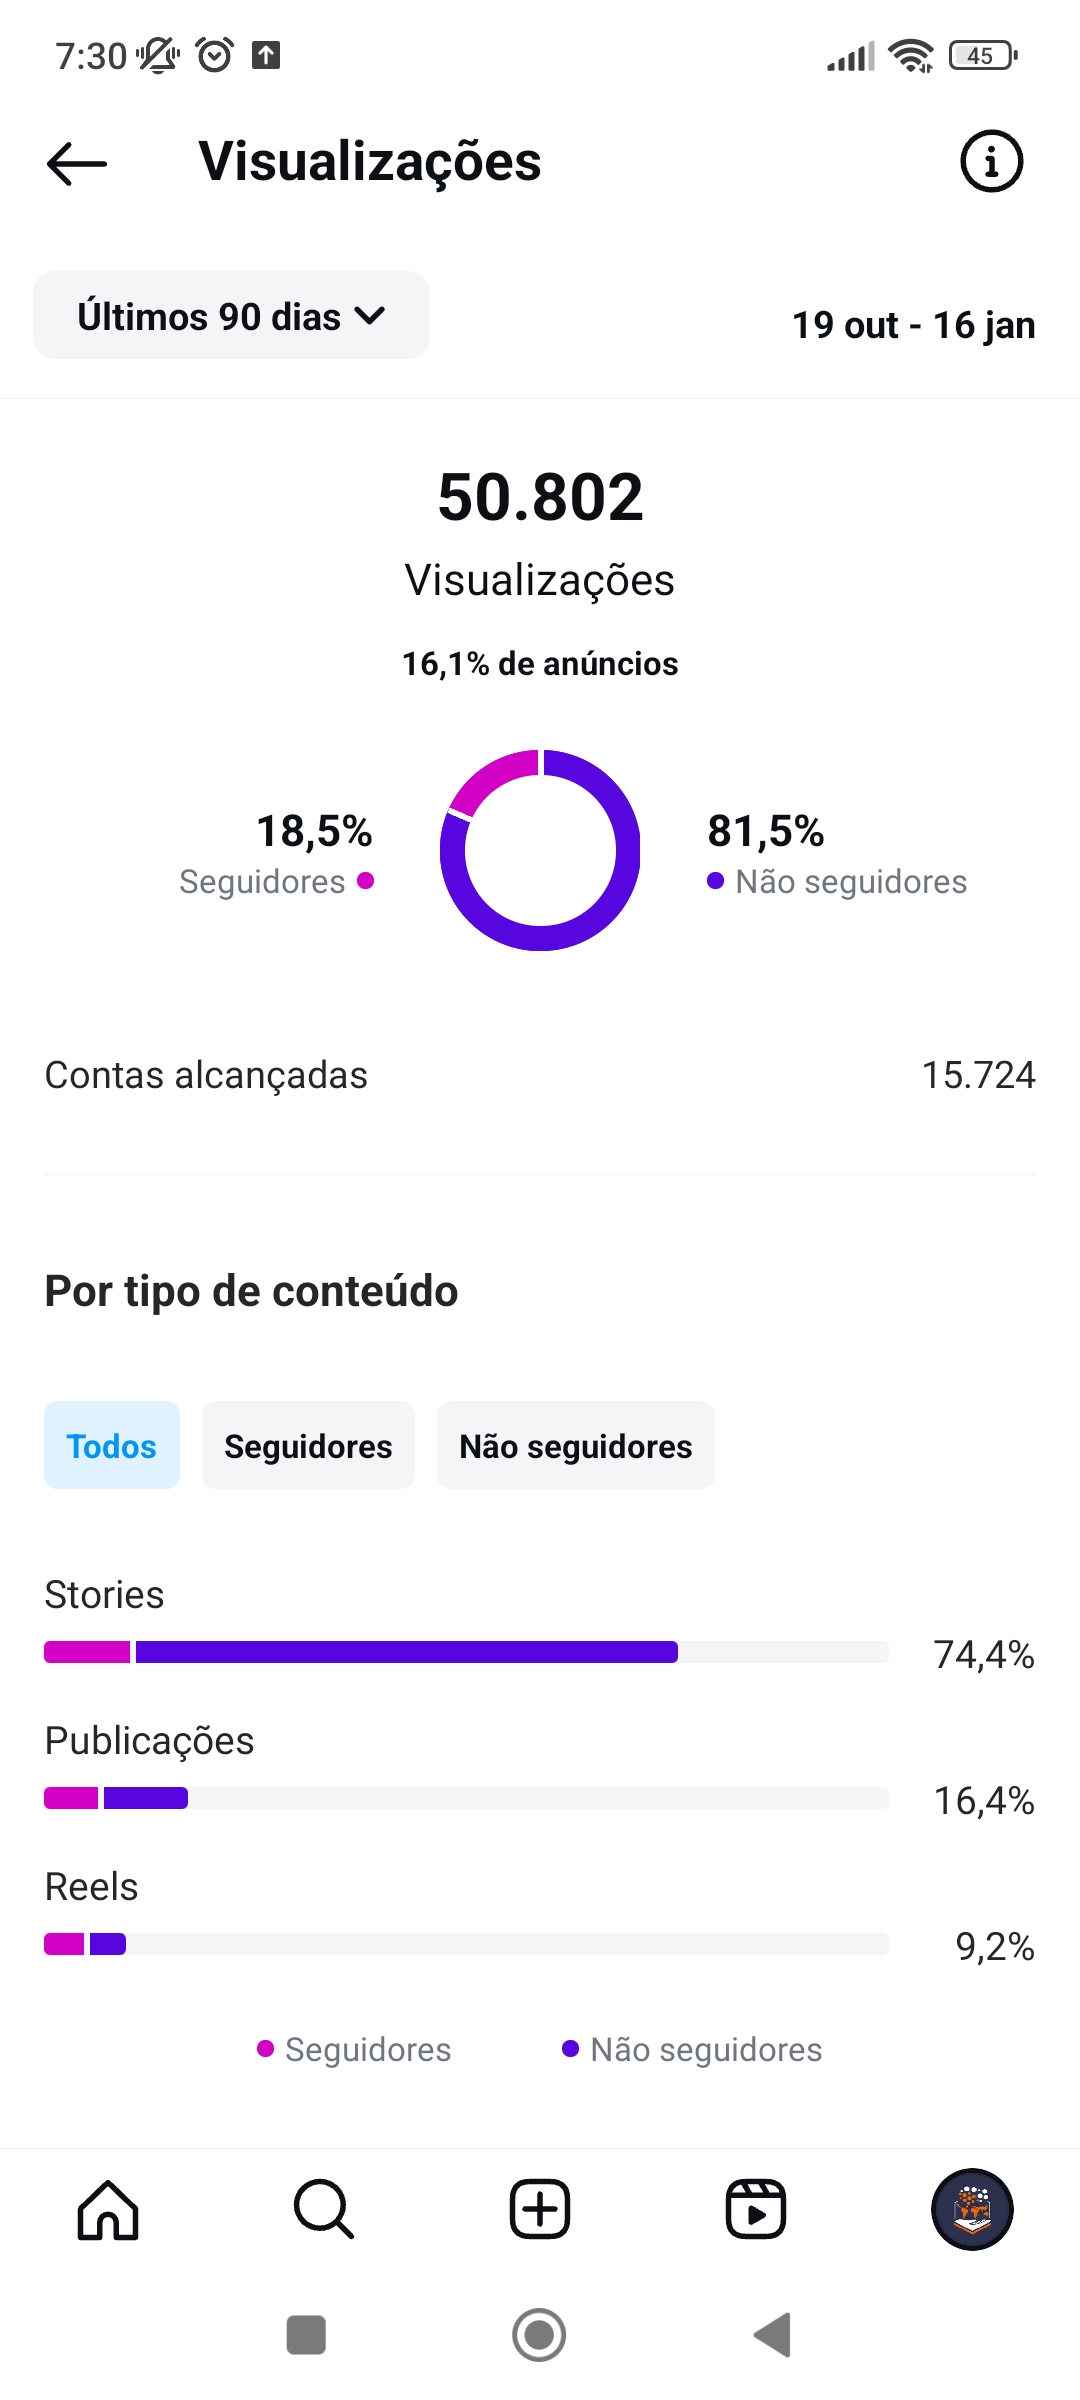 7:30
45
Visualizações
Últimos 90 dias
19 out - 16 jan
50.802
Visualizações
16,1% de anúncios
18,5%
Seguidores
81,5%
Não seguidores
Contas alcançadas
15.724
Por tipo de conteúdo
Todos
Seguidores
Não seguidores
Stories
74,4%
Publicações
16,4%
Reels
9,2%
Seguidores
Não seguidores